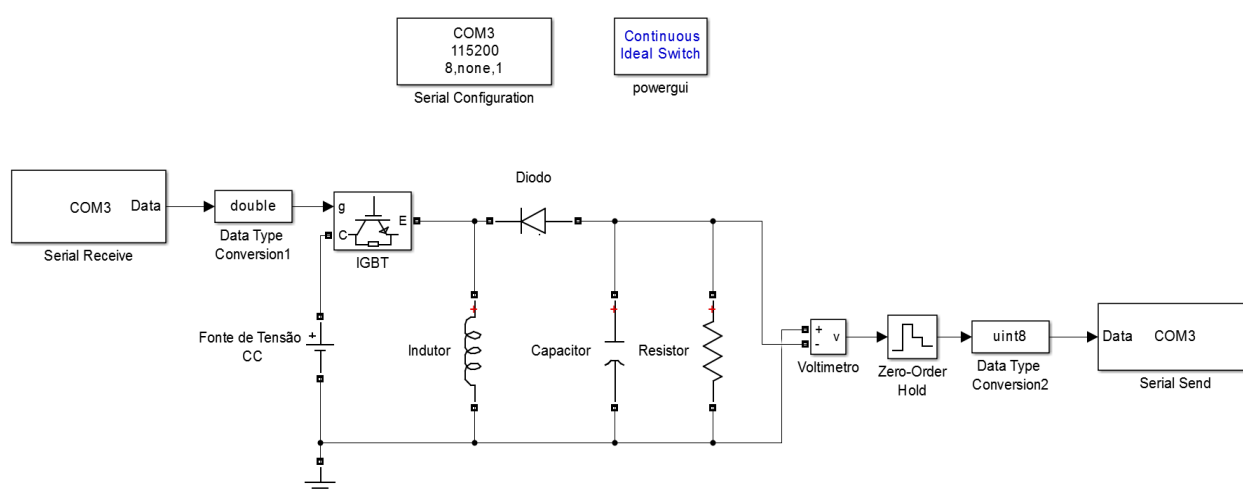 COM3
115200
8,none,1
Serial Configuration
Continuous
Ideal Switch
powergui
COM3
Data
Serial Receive
double
Data Type
Conversion1
g
C
E
IGBT
Diodo
Fonte de Tensão
CC
+
Indutor
+
Capacitor
+
Resistor
+
+
-
v
Voltimetro
Zero-Order
Hold
uint8
Data Type
Conversion2
Data
COM3
Serial Send